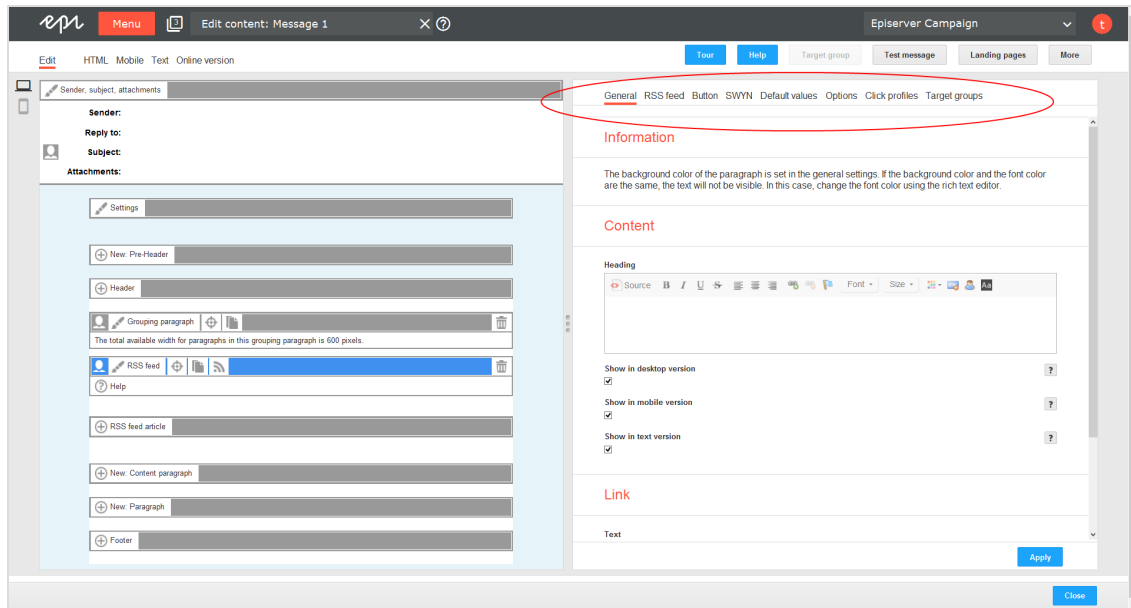 epi Menu 3 Edit content: Message 1 Episerver Campaign t
Edit HTML Mobile Text Online version Tour Help Target group Test message Landing pages More
Sender, subject, attachments
Sender:
Reply to:
Subject:
Attachments:
Settings
New: Pre-Header
Header
Grouping paragraph
The total available width for paragraphs in this grouping paragraph is 600 pixels.
RSS feed
Help
RSS feed article
New: Content paragraph
New: Paragraph
Footer
General RSS feed Button SWYN Default values Options Click profiles Target groups
Information
The background color of the paragraph is set in the general settings. If the background color and the font color
are the same, the text will not be visible. In this case, change the font color using the rich text editor.
Content
Heading
Source B I U S Font Size Aa
Show in desktop version ?
Show in mobile version ?
Show in text version ?
Link
Text
Apply
Close